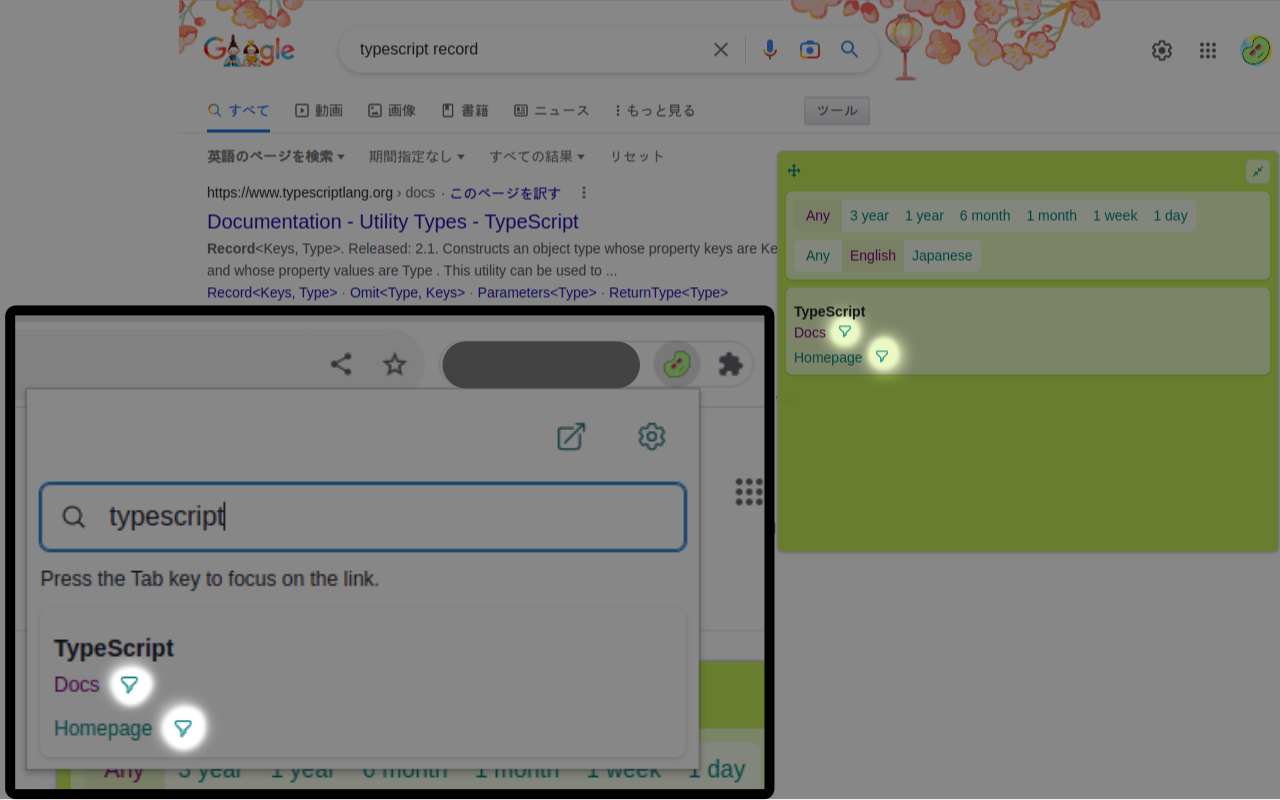 Google
typescript record
すべて 動画 画像 書籍 ニュース もっと見る ツール
英語のページを検索 期間指定なし すべての結果 リセット
https://www.typescriptlang.org › docs · このページを訳す
Documentation - Utility Types - TypeScript
Record<Keys, Type>. Released: 2.1. Constructs an object type whose property keys are Ke
and whose property values are Type . This utility can be used to ...
Record<Keys, Type> · Omit<Type, Keys> · Parameters<Type> · ReturnType<Type>
Any 3 year 1 year 6 month 1 month 1 week 1 day
Any English Japanese
TypeScript
Docs
Homepage
typescript
Press the Tab key to focus on the link.
TypeScript
Docs
Homepage
Any 3 year 1 year 6 month 1 month 1 week 1 day